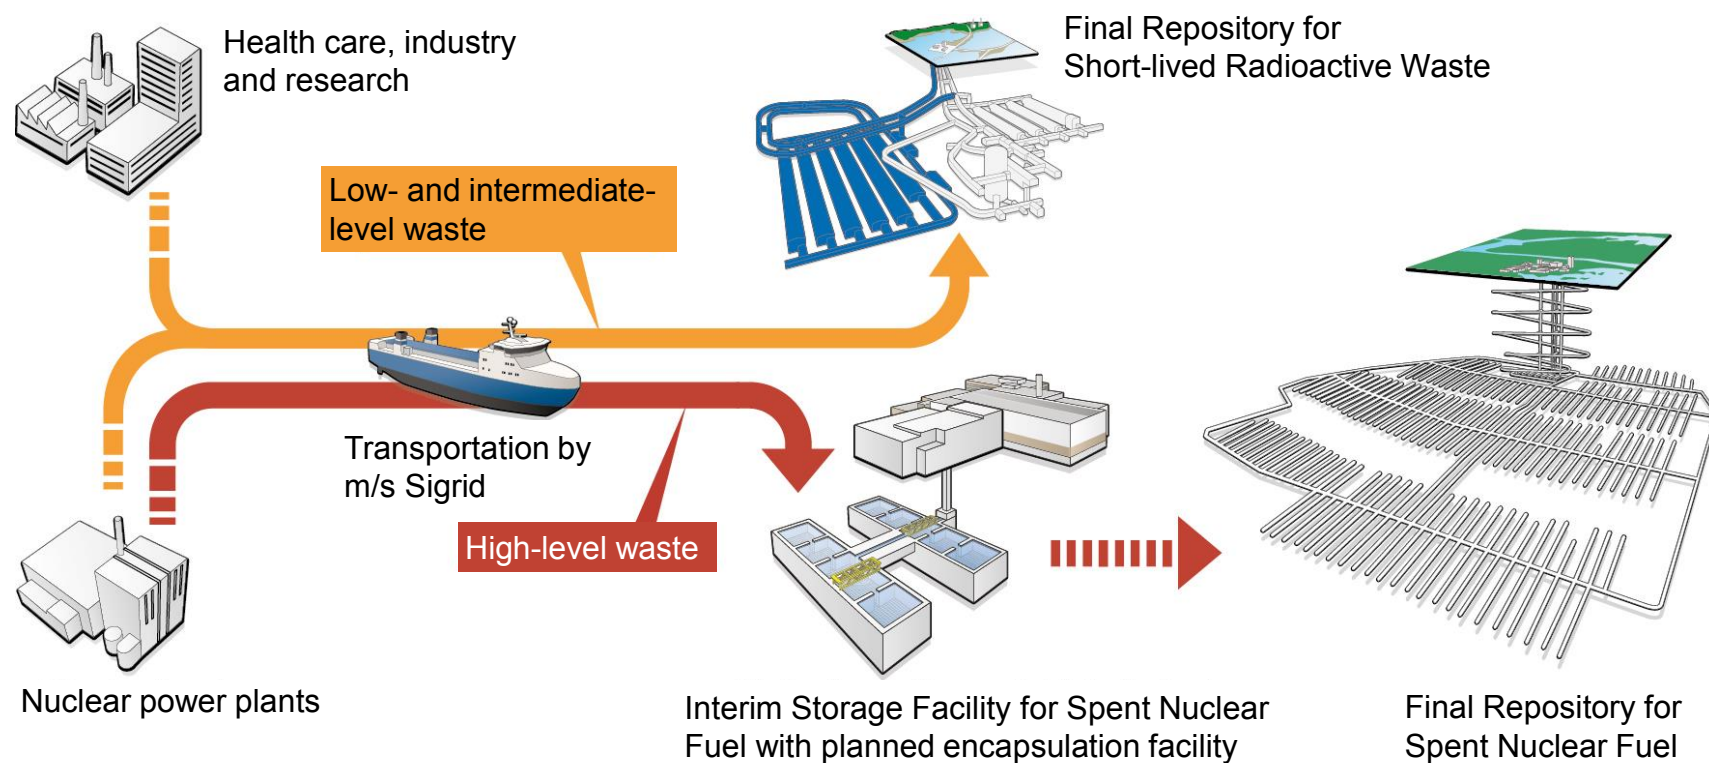 Health care, industry
and research
Final Repository for
Short-lived Radioactive Waste
Low- and intermediate-
level waste
Transportation by
m/s Sigrid
High-level waste
Nuclear power plants
Interim Storage Facility for Spent Nuclear
Fuel with planned encapsulation facility
Final Repository for
Spent Nuclear Fuel